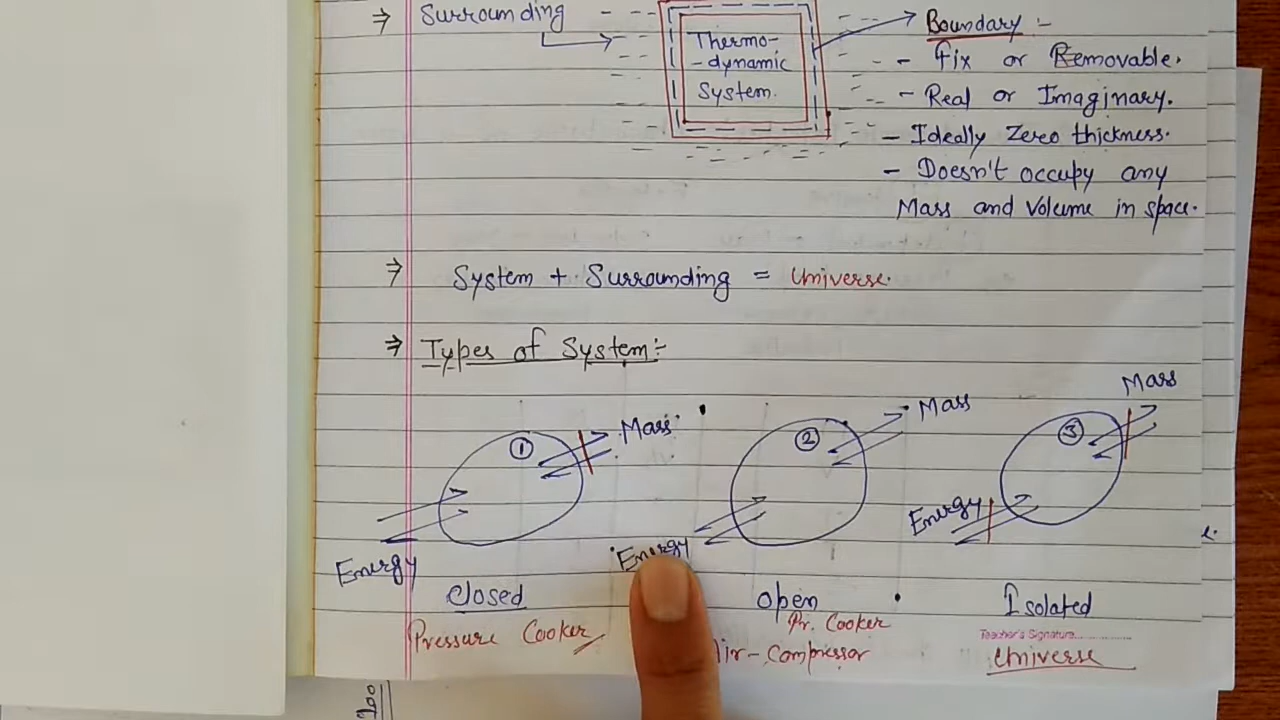 ⇒ Surrounding
Thermo-
-dynamic
System.
Boundary :-
- fix or Removable.
- Real or Imaginary.
- Ideally Zero thickness.
- Doesn't occupy any
Mass and Volume in space.
⇒ System + Surrounding = Universe.
⇒ Types of System:-
① Mass
Energy
Closed
Pressure Cooker
② Mass
Energy
Open
Pr. Cooker
Air-Compressor
③ Mass
Energy
Isolated
Teacher's Signature
Universe
100